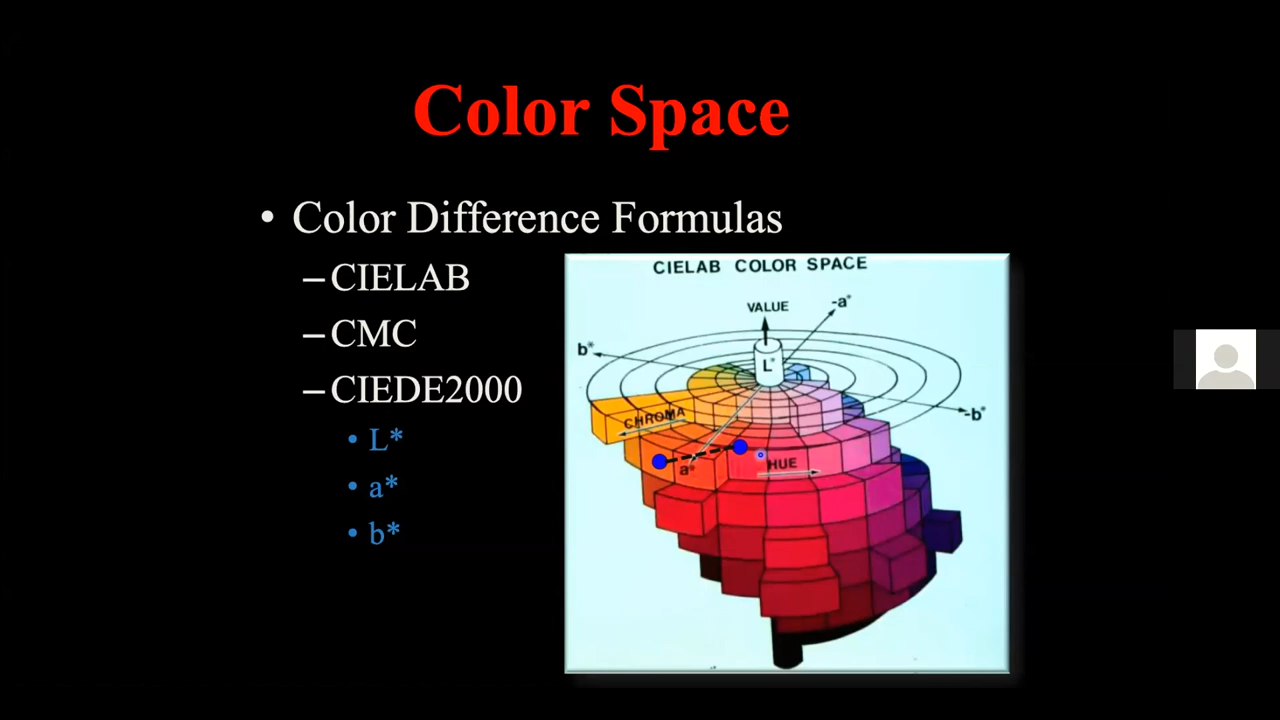 Color Space
• Color Difference Formulas
–CIELAB
–CMC
–CIEDE2000
• L*
• a*
• b*
CIELAB COLOR SPACE
VALUE
-a*
b*
L*
-b*
CHROMA
a*
HUE